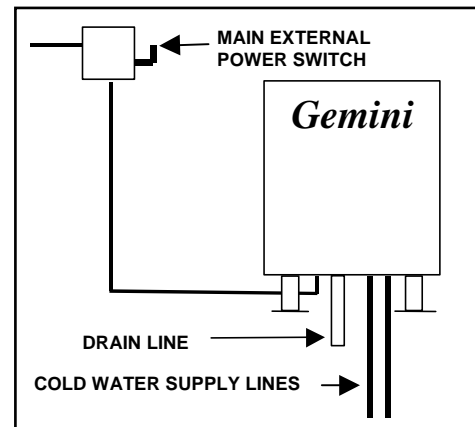 MAIN EXTERNAL
POWER SWITCH
Gemini
DRAIN LINE
COLD WATER SUPPLY LINES